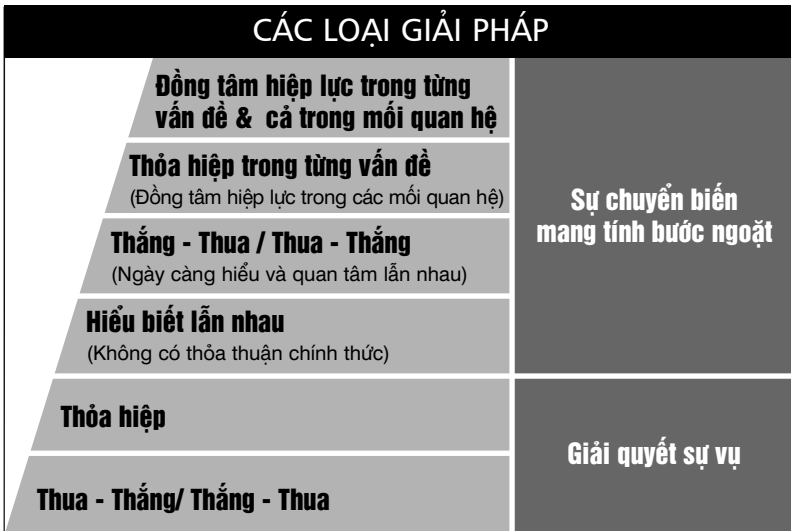 CÁC LOẠI GIẢI PHÁP
Đồng tâm hiệp lực trong từng
vấn đề & cả trong mối quan hệ
Thỏa hiệp trong từng vấn đề
(Đồng tâm hiệp lực trong các mối quan hệ)
Thắng - Thua / Thua - Thắng
(Ngày càng hiểu và quan tâm lẫn nhau)
Hiểu biết lẫn nhau
(Không có thỏa thuận chính thức)
Sự chuyển biến
mang tính bước ngoặt
Thỏa hiệp
Thua - Thắng/ Thắng - Thua
Giải quyết sự vụ